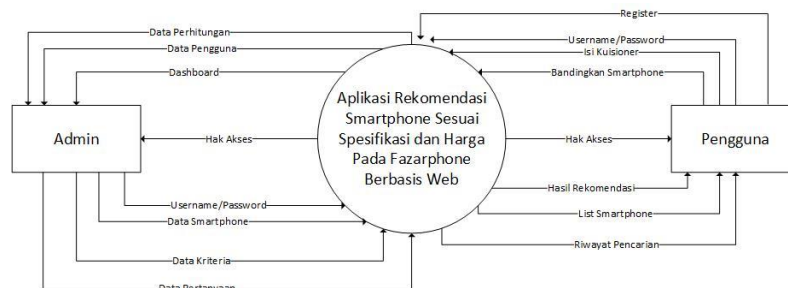 Register
Data Perhitungan
Username/Password
Data Pengguna
Isi Kuisioner
Dashboard
Bandingkan Smartphone
Aplikasi Rekomendasi
Smartphone Sesuai
Spesifikasi dan Harga
Pada Fazarphone
Berbasis Web
Admin
Hak Akses
Hak Akses
Pengguna
Hasil Rekomendasi
Username/Password
List Smartphone
Data Smartphone
Riwayat Pencarian
Data Kriteria
Data Pertanyaan